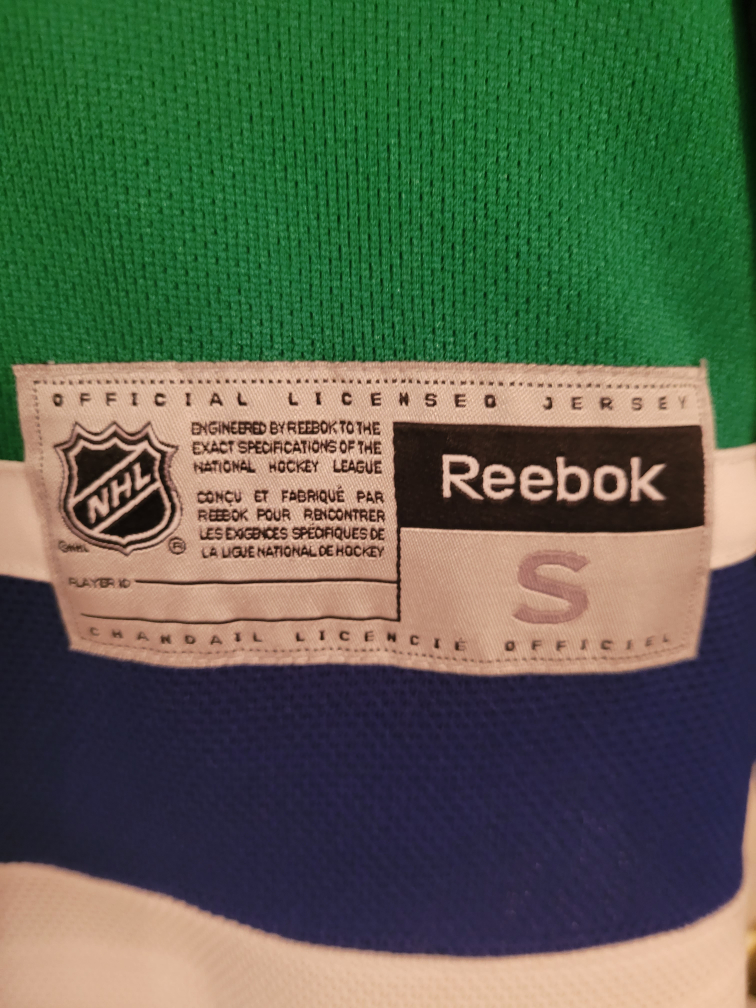 OFFICIAL LICENSED JERSEY
NHL
®
ENGINEERED BY REEBOK TO THE
EXACT SPECIFICATIONS OF THE
NATIONAL HOCKEY LEAGUE
CONÇU ET FABRIQUÉ PAR
REEBOK POUR RENCONTRER
LES EXIGENCES SPÉCIFIQUES DE
LA LIGUE NATIONAL DE HOCKEY
©NHL
PLAYER ID
Reebok
S
CHANDAIL LICENCIÉ OFFICIEL